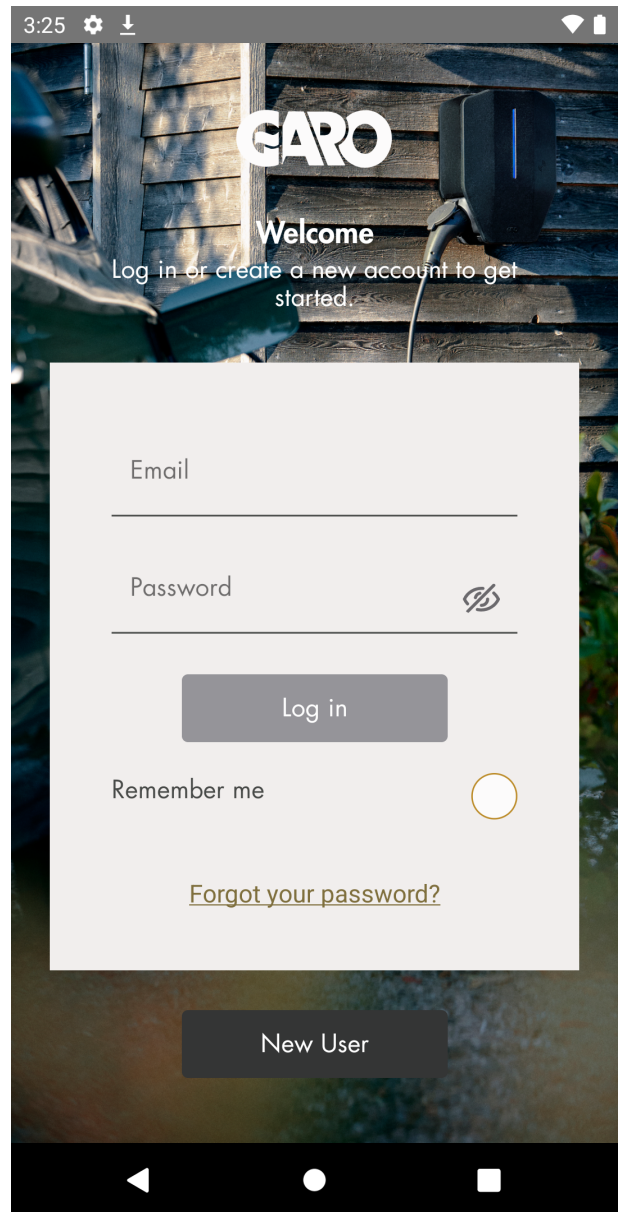 3:25
GARO
Welcome
Log in or create a new account to get
started.
Email
Password
Log in
Remember me
Forgot your password?
New User